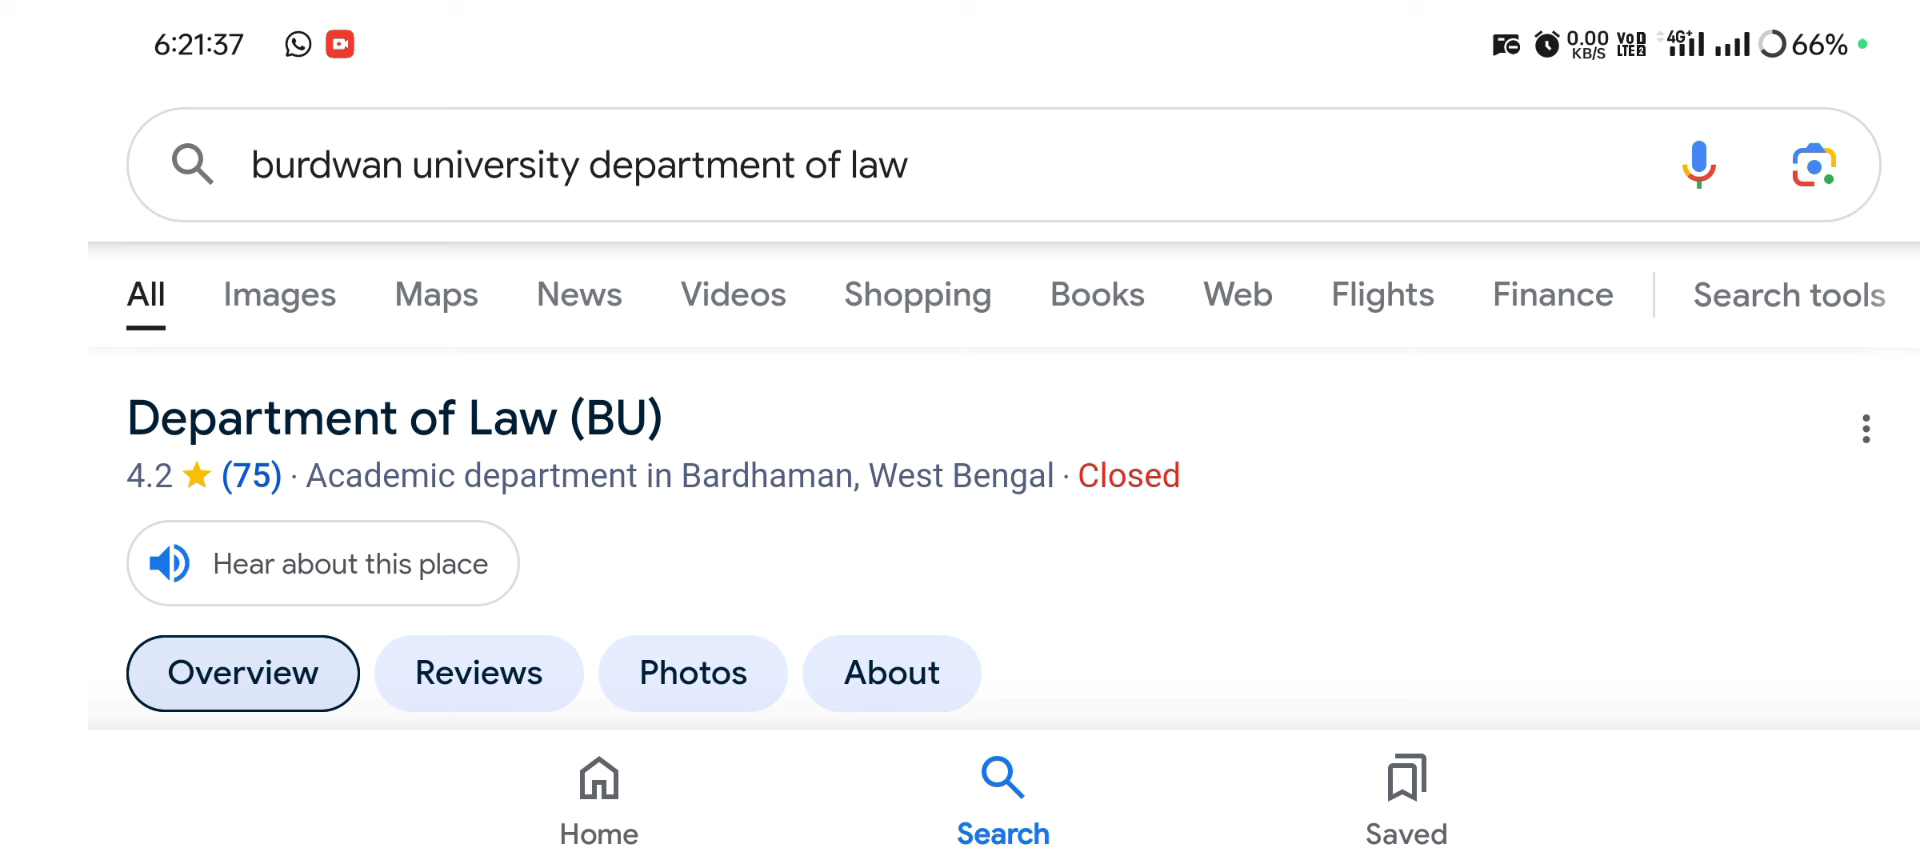 6:21:37
0.00 KB/S VoD LTE2 4G+ 66%
burdwan university department of law
All Images Maps News Videos Shopping Books Web Flights Finance Search tools
Department of Law (BU)
4.2 ★ (75) · Academic department in Bardhaman, West Bengal · Closed
Hear about this place
Overview Reviews Photos About
Home Search Saved